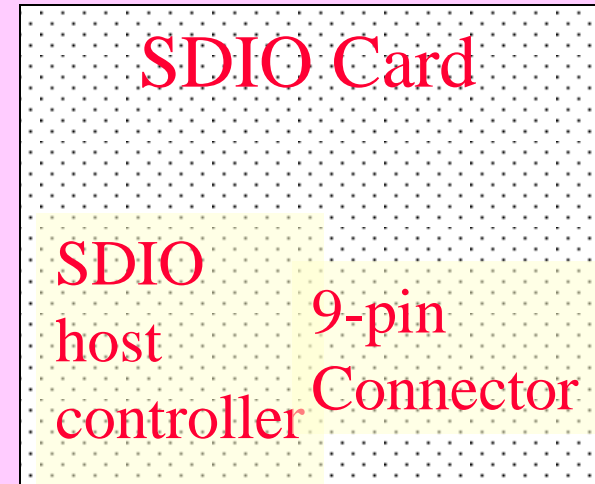 SDIO Card
SDIO
host
controller
9-pin
Connector